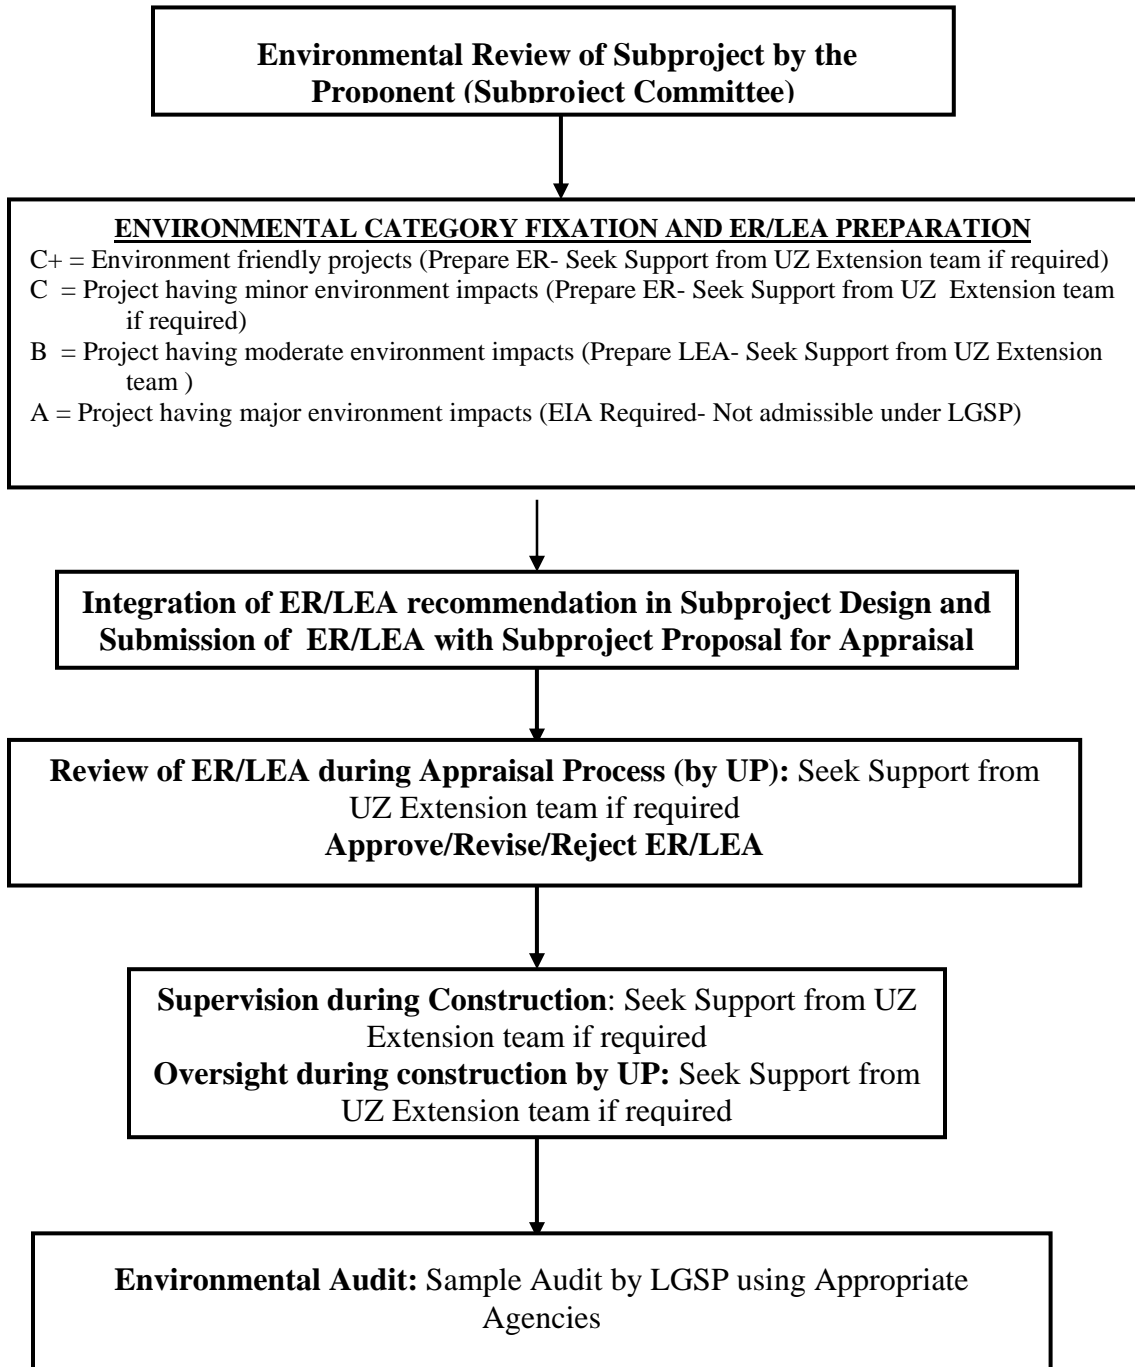 Environmental Review of Subproject by the
Proponent (Subproject Committee)
ENVIRONMENTAL CATEGORY FIXATION AND ER/LEA PREPARATION
C+ = Environment friendly projects (Prepare ER- Seek Support from UZ Extension team if required)
C = Project having minor environment impacts (Prepare ER- Seek Support from UZ Extension team
if required)
B = Project having moderate environment impacts (Prepare LEA- Seek Support from UZ Extension
team )
A = Project having major environment impacts (EIA Required- Not admissible under LGSP)
Integration of ER/LEA recommendation in Subproject Design and
Submission of ER/LEA with Subproject Proposal for Appraisal
Review of ER/LEA during Appraisal Process (by UP): Seek Support from
UZ Extension team if required
Approve/Revise/Reject ER/LEA
Supervision during Construction: Seek Support from UZ
Extension team if required
Oversight during construction by UP: Seek Support from
UZ Extension team if required
Environmental Audit: Sample Audit by LGSP using Appropriate
Agencies